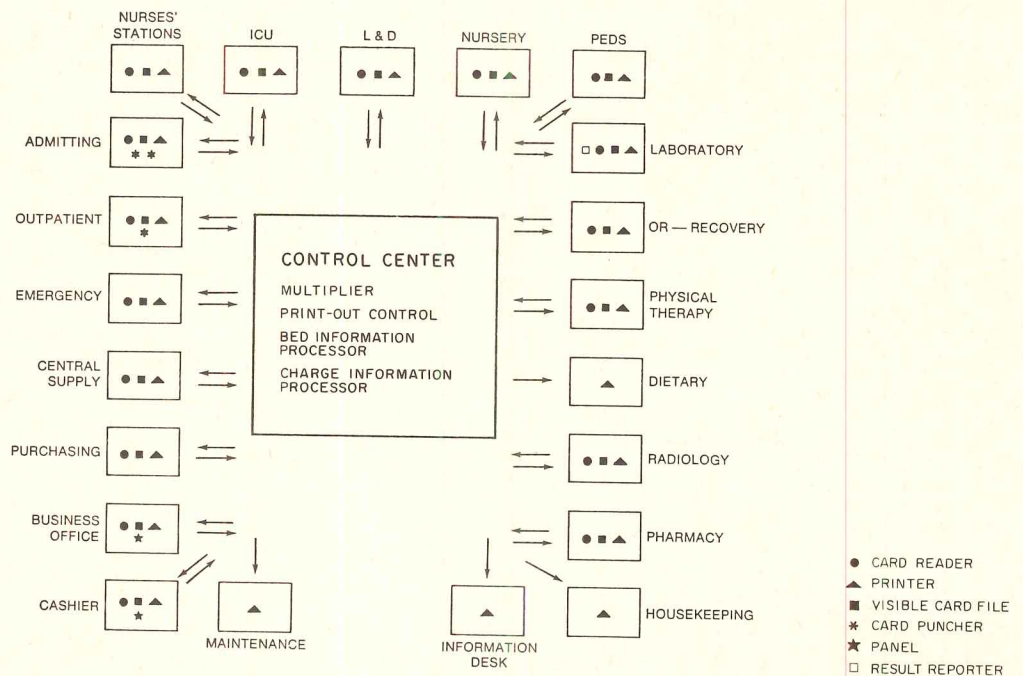 NURSES'
STATIONS
ICU
L & D
NURSERY
PEDS
ADMITTING
LABORATORY
OUTPATIENT
OR — RECOVERY
CONTROL CENTER
MULTIPLIER
PRINT-OUT CONTROL
BED INFORMATION
PROCESSOR
CHARGE INFORMATION
PROCESSOR
EMERGENCY
PHYSICAL
THERAPY
CENTRAL
SUPPLY
DIETARY
PURCHASING
RADIOLOGY
BUSINESS
OFFICE
PHARMACY
CASHIER
MAINTENANCE
INFORMATION
DESK
HOUSEKEEPING
CARD READER
PRINTER
VISIBLE CARD FILE
CARD PUNCHER
PANEL
RESULT REPORTER